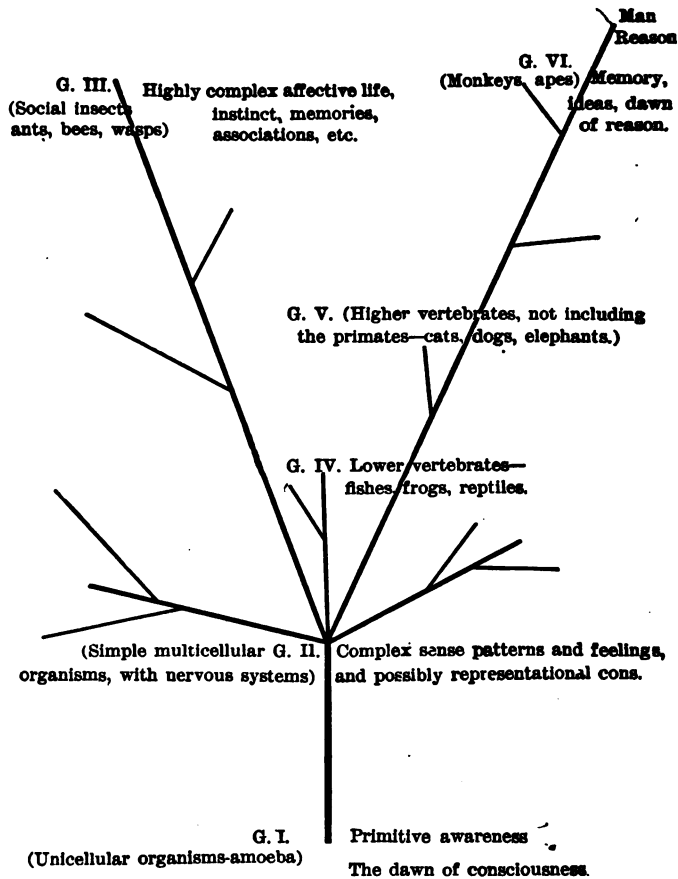 Man
Reason
G. VI.
(Monkeys, apes) Memory,
ideas, dawn
of reason.
G. III.
(Social insects
ants, bees, wasps)
Highly complex affective life,
instinct, memories,
associations, etc.
G. V. (Higher vertebrates, not including
the primates—cats, dogs, elephants.)
G. IV. Lower vertebrates—
fishes, frogs, reptiles.
(Simple multicellular G. II.
organisms, with nervous systems)
Complex sense patterns and feelings,
and possibly representational cons.
G. I.
(Unicellular organisms-amoeba)
Primitive awareness
The dawn of consciousness.